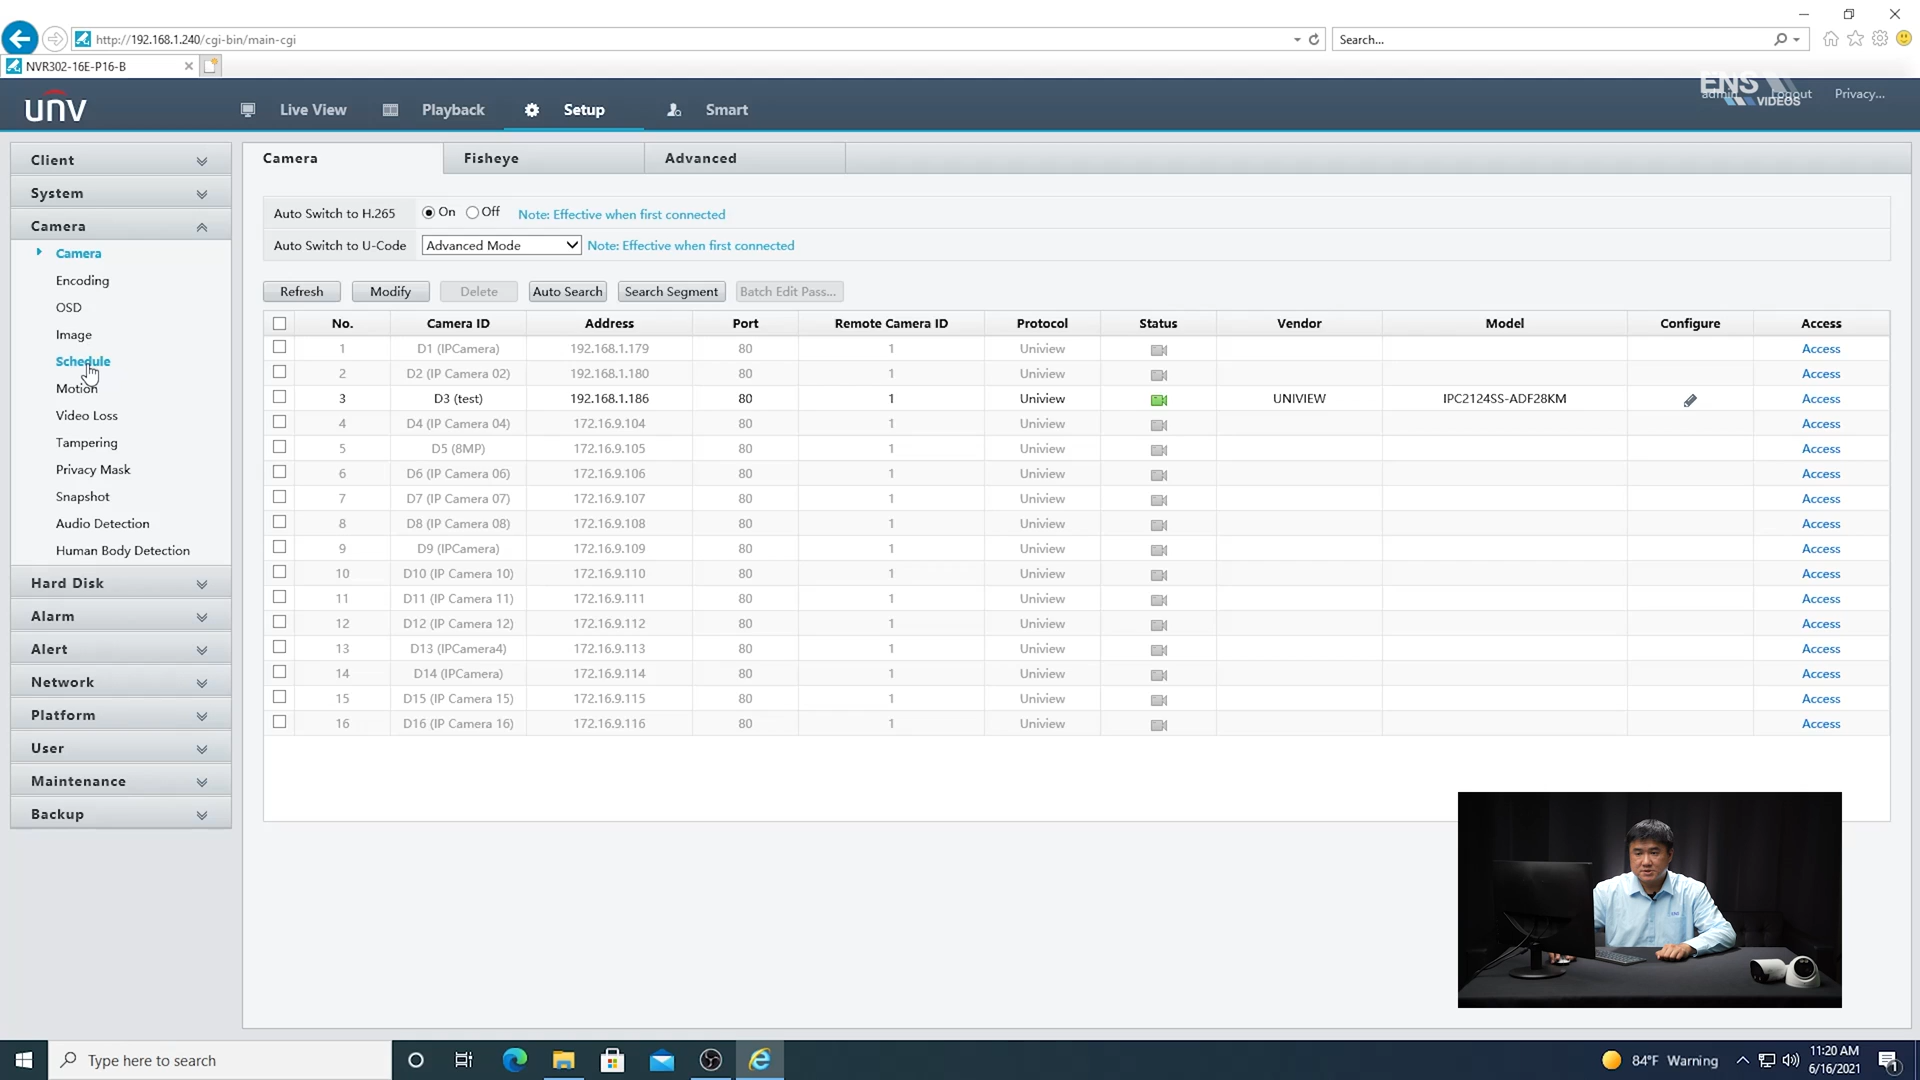 http://192.168.1.240/cgi-bin/main-cgi
Search...
NVR302-16E-P16-B
unv
Live View
Playback
Setup
Smart
ENS VIDEOS
admin
Logout
Privacy...
Client
System
Camera
Camera
Encoding
OSD
Image
Schedule
Motion
Video Loss
Tampering
Privacy Mask
Snapshot
Audio Detection
Human Body Detection
Hard Disk
Alarm
Alert
Network
Platform
User
Maintenance
Backup
Camera Fisheye Advanced
Auto Switch to H.265 On Off Note: Effective when first connected
Auto Switch to U-Code Advanced Mode Note: Effective when first connected
Refresh Modify Delete Auto Search Search Segment Batch Edit Pass...
No. Camera ID Address Port Remote Camera ID Protocol Status Vendor Model Configure Access
1 D1 (IPCamera) 192.168.1.179 80 1 Uniview Access
2 D2 (IP Camera 02) 192.168.1.180 80 1 Uniview Access
3 D3 (test) 192.168.1.186 80 1 Uniview UNIVIEW IPC2124SS-ADF28KM Access
4 D4 (IP Camera 04) 172.16.9.104 80 1 Uniview Access
5 D5 (8MP) 172.16.9.105 80 1 Uniview Access
6 D6 (IP Camera 06) 172.16.9.106 80 1 Uniview Access
7 D7 (IP Camera 07) 172.16.9.107 80 1 Uniview Access
8 D8 (IP Camera 08) 172.16.9.108 80 1 Uniview Access
9 D9 (IPCamera) 172.16.9.109 80 1 Uniview Access
10 D10 (IP Camera 10) 172.16.9.110 80 1 Uniview Access
11 D11 (IP Camera 11) 172.16.9.111 80 1 Uniview Access
12 D12 (IP Camera 12) 172.16.9.112 80 1 Uniview Access
13 D13 (IPCamera4) 172.16.9.113 80 1 Uniview Access
14 D14 (IPCamera) 172.16.9.114 80 1 Uniview Access
15 D15 (IP Camera 15) 172.16.9.115 80 1 Uniview Access
16 D16 (IP Camera 16) 172.16.9.116 80 1 Uniview Access
Type here to search
84°F Warning
11:20 AM
6/16/2021
1